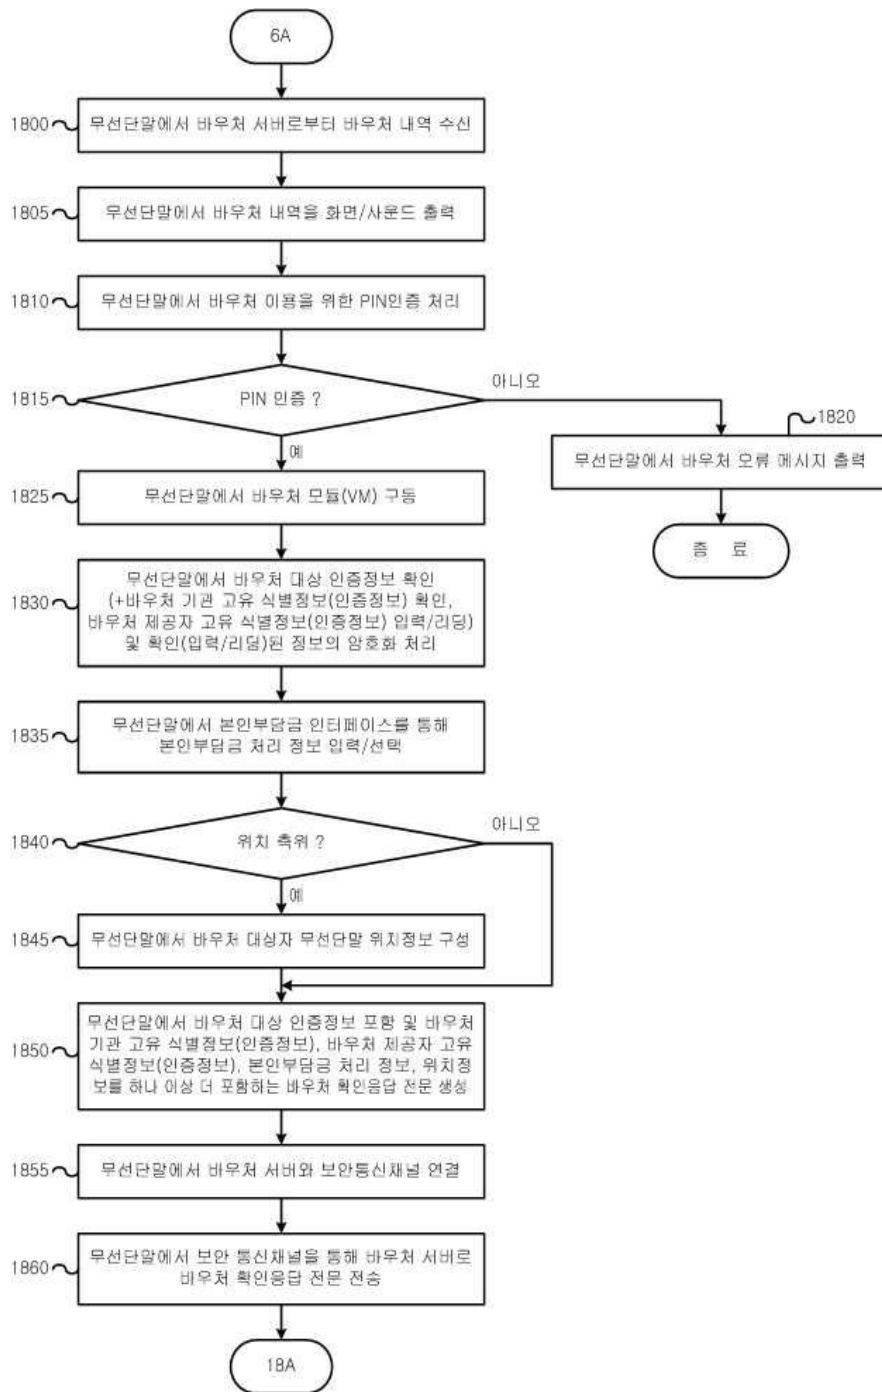 6A
1800
무선단말에서 바우처 서버로부터 바우처 내역 수신
1805
무선단말에서 바우처 내역을 화면/사운드 출력
1810
무선단말에서 바우처 이용을 위한 PIN인증 처리
1815
PIN 인증 ?
아니오
예
1820
무선단말에서 바우처 오류 메시지 출력
종 료
1825
무선단말에서 바우처 모듈(VM) 구동
1830
무선단말에서 바우처 대상 인증정보 확인
(+바우처 기관 고유 식별정보(인증정보) 확인,
바우처 제공자 고유 식별정보(인증정보) 입력/리딩)
및 확인(입력/리딩)된 정보의 암호화 처리
1835
무선단말에서 본인부담금 인터페이스를 통해
본인부담금 처리 정보 입력/선택
1840
위치 측위 ?
아니오
예
1845
무선단말에서 바우처 대상자 무선단말 위치정보 구성
1850
무선단말에서 바우처 대상 인증정보 포함 및 바우처
기관 고유 식별정보(인증정보), 바우처 제공자 고유
식별정보(인증정보), 본인부담금 처리 정보, 위치정
보를 하나 이상 더 포함하는 바우처 확인응답 전문 생성
1855
무선단말에서 바우처 서버와 보안통신채널 연결
1860
무선단말에서 보안 통신채널을 통해 바우처 서버로
바우처 확인응답 전문 전송
18A